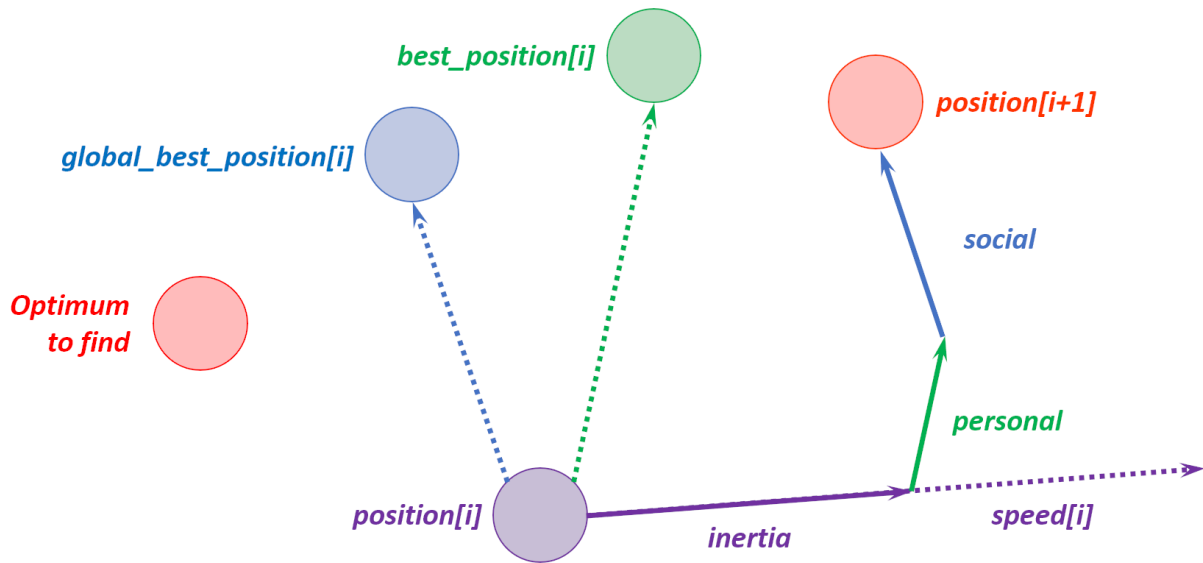 best_position[i]
position[i+1]
global_best_position[i]
social
Optimum
to find
personal
position[i]
inertia
speed[i]